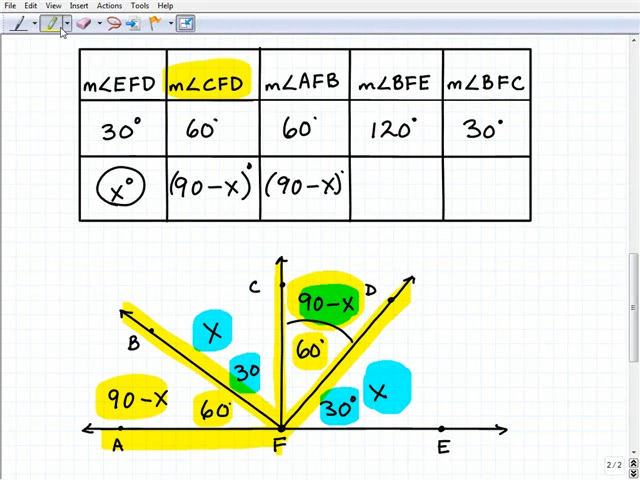 File Edit View Insert Actions Tools Help
m∠EFD m∠CFD m∠AFB m∠BFE m∠BFC
30° 60° 60° 120° 30°
x° (90-x)° (90-x)°
C 90-x D
B x
60°
30 x
90-x 60° 30°
A F E
2/2